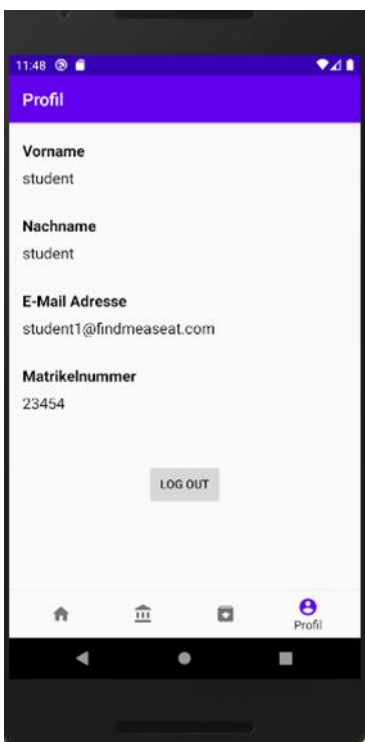 11:48
Profil
Vorname
student
Nachname
student
E-Mail Adresse
student1@findmeaseat.com
Matrikelnummer
23454
LOG OUT
Profil